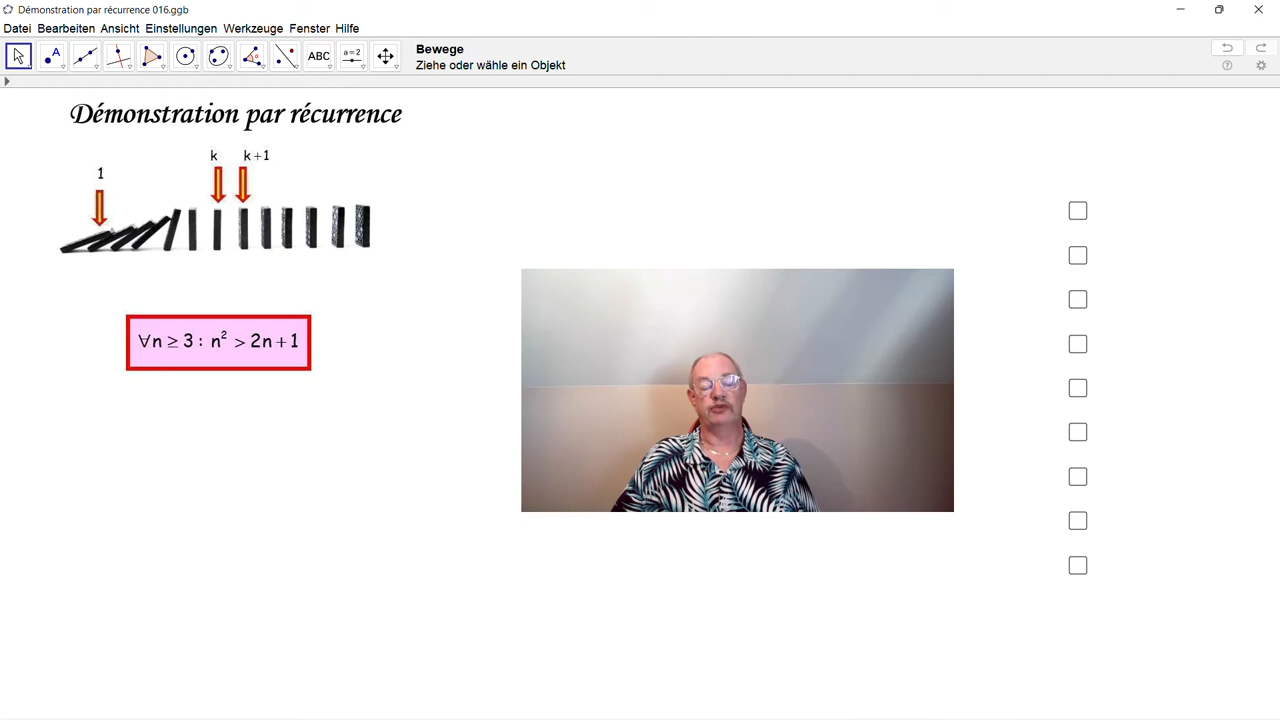 Démonstration par récurrence 016.ggb
Datei Bearbeiten Ansicht Einstellungen Werkzeuge Fenster Hilfe
A
ABC
a=2
Bewege
Ziehe oder wähle ein Objekt
Démonstration par récurrence
k k+1
1
∀n ≥ 3 : n² > 2n+1